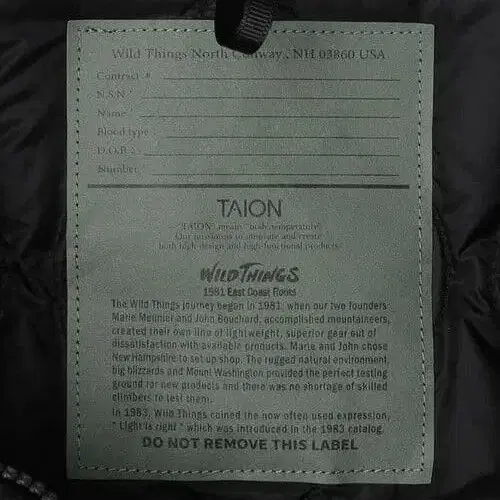 Wild Things North Conway., NH 03860 USA
Contract #
N.S.N
Name
Blood type
D.O.B
Number
TAION
"TAION" means "body temperature"
Our mission is to innovate and create
both high design and high functional products.
WILDTHINGS
1981 East Coast Roots
The Wild Things journey began in 1981, when our two founders
Marie Meunier and John Bouchard, accomplished mountaineers,
created their own line of lightweight, superior gear out of
dissatisfaction with available products. Marie and John chose
New Hampshire to set up shop. The rugged natural environment,
big blizzards and Mount Washington provided the perfect testing
ground for new products and there was no shortage of skilled
climbers to test them.
In 1983, Wild Things coined the now often used expression,
" Light is right " which was introduced in the 1983 catalog.
DO NOT REMOVE THIS LABEL